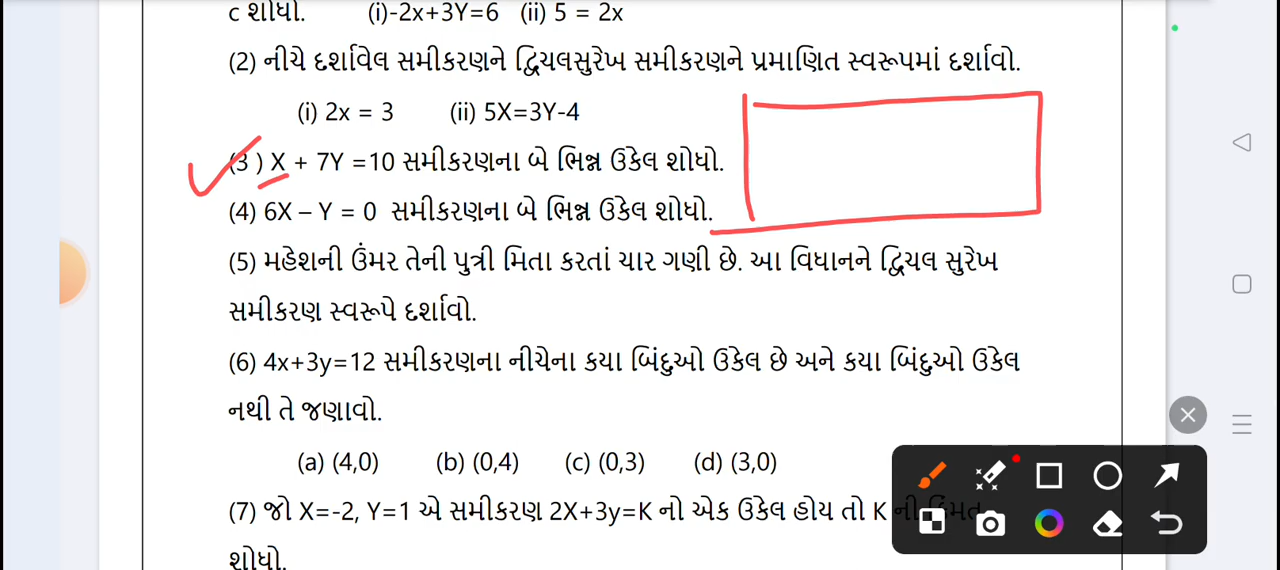 c શોધો. (i)-2x+3Y=6 (ii) 5 = 2x
(2) નીચે દર્શાવેલ સમીકરણને દ્વિચલસુરેખ સમીકરણને પ્રમાણિત સ્વરૂપમાં દર્શાવો.
(i) 2x = 3 (ii) 5X=3Y-4
(3 ) X + 7Y =10 સમીકરણના બે ભિન્ન ઉકેલ શોધો.
(4) 6X – Y = 0 સમીકરણના બે ભિન્ન ઉકેલ શોધો.
(5) મહેશની ઉંમર તેની પુત્રી મિતા કરતાં ચાર ગણી છે. આ વિધાનને દ્વિચલ સુરેખ
સમીકરણ સ્વરૂપે દર્શાવો.
(6) 4x+3y=12 સમીકરણના નીચેના કયા બિંદુઓ ઉકેલ છે અને કયા બિંદુઓ ઉકેલ
નથી તે જણાવો.
(a) (4,0) (b) (0,4) (c) (0,3) (d) (3,0)
(7) જો X=-2, Y=1 એ સમીકરણ 2X+3y=K નો એક ઉકેલ હોય તો K ની કિંમત
શોધો.